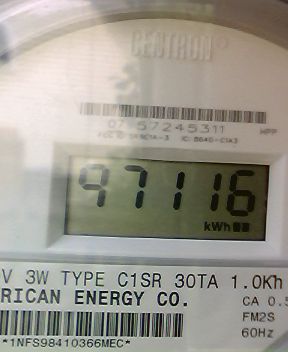 CENTRON®
07 57245311
HPP
97116
kWh
V 3W TYPE C1SR 30TA 1.0Kh
RICAN ENERGY CO.
CA 0.5
FM2S
60Hz
*1NFS98410366MEC*